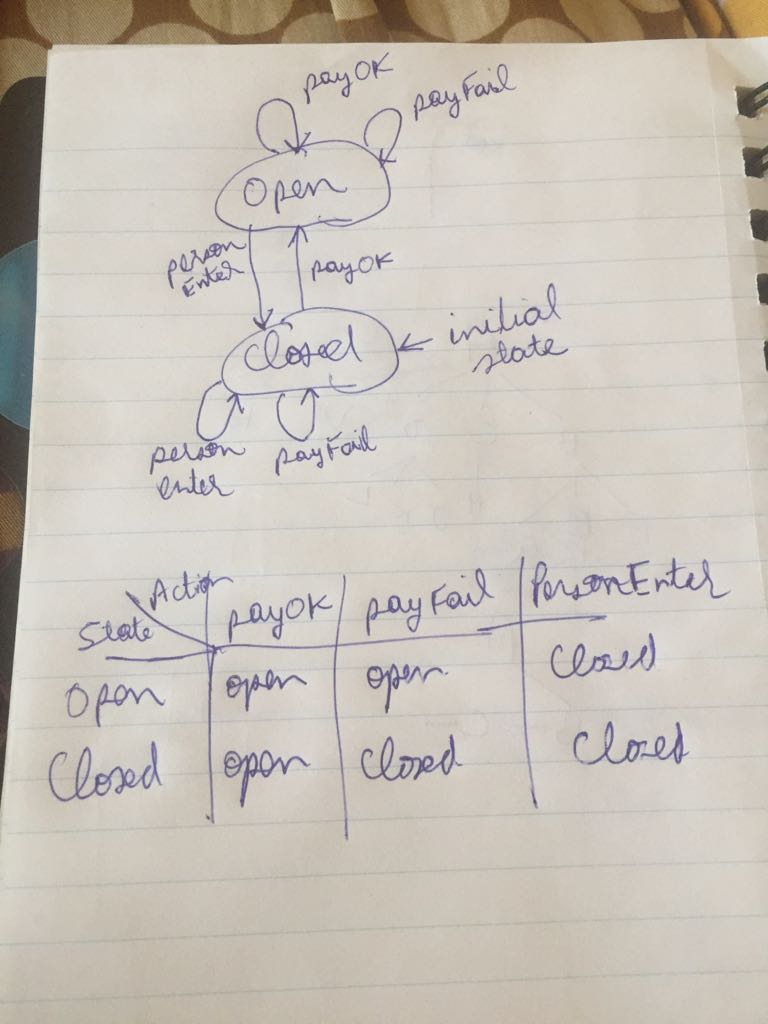 payOK
payFail
Open
person
Enter
payOK
Closed
initial
state
person
enter
payFail
Action
State
payOK payFail PersonEnter
Open open open Closed
Closed open Closed Closed